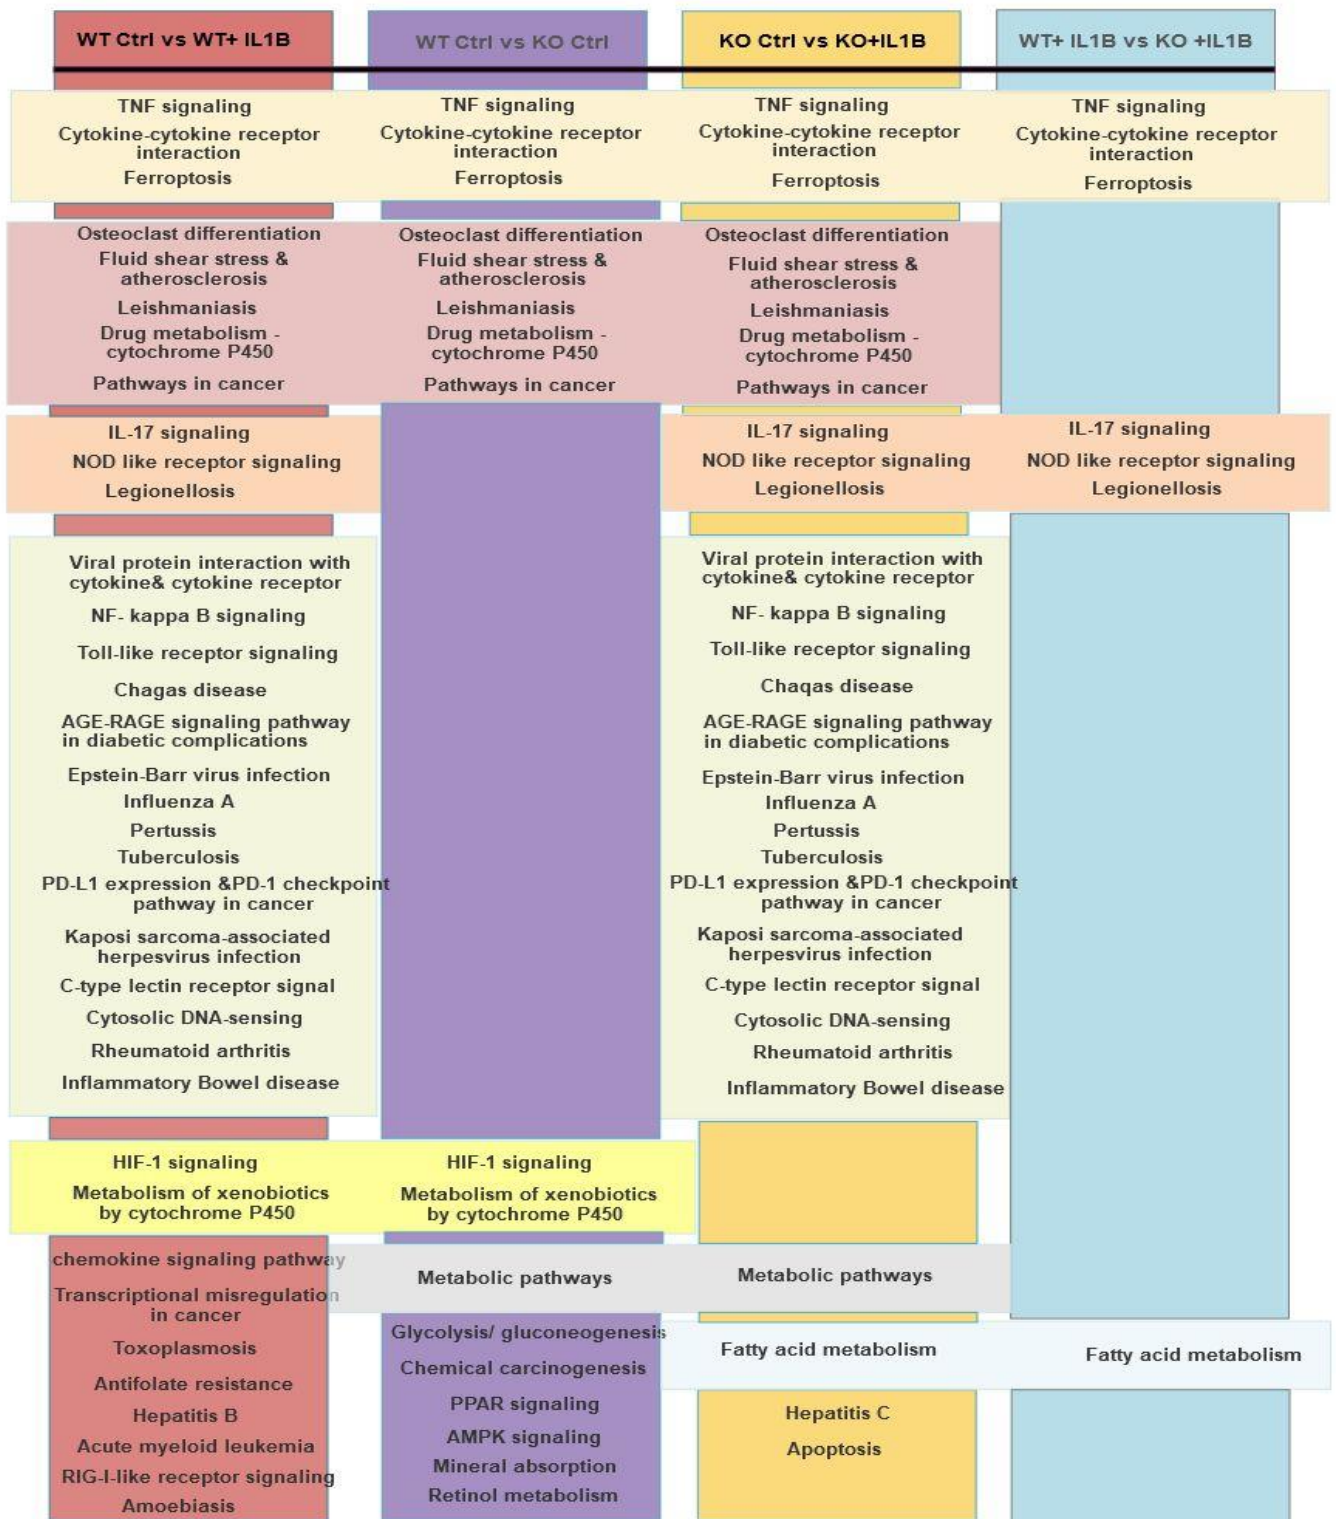 WT Ctrl vs WT+ IL1B
WT Ctrl vs KO Ctrl
KO Ctrl vs KO+IL1B
WT+ IL1B vs KO +IL1B
TNF signaling
Cytokine-cytokine receptor
interaction
Ferroptosis
TNF signaling
Cytokine-cytokine receptor
interaction
Ferroptosis
TNF signaling
Cytokine-cytokine receptor
interaction
Ferroptosis
TNF signaling
Cytokine-cytokine receptor
interaction
Ferroptosis
Osteoclast differentiation
Fluid shear stress &
atherosclerosis
Leishmaniasis
Drug metabolism -
cytochrome P450
Pathways in cancer
Osteoclast differentiation
Fluid shear stress &
atherosclerosis
Leishmaniasis
Drug metabolism -
cytochrome P450
Pathways in cancer
Osteoclast differentiation
Fluid shear stress &
atherosclerosis
Leishmaniasis
Drug metabolism -
cytochrome P450
Pathways in cancer
IL-17 signaling
NOD like receptor signaling
Legionellosis
IL-17 signaling
NOD like receptor signaling
Legionellosis
IL-17 signaling
NOD like receptor signaling
Legionellosis
Viral protein interaction with
cytokine& cytokine receptor
NF- kappa B signaling
Toll-like receptor signaling
Chagas disease
AGE-RAGE signaling pathway
in diabetic complications
Epstein-Barr virus infection
Influenza A
Pertussis
Tuberculosis
PD-L1 expression &PD-1 checkpoint
pathway in cancer
Kaposi sarcoma-associated
herpesvirus infection
C-type lectin receptor signal
Cytosolic DNA-sensing
Rheumatoid arthritis
Inflammatory Bowel disease
Viral protein interaction with
cytokine& cytokine receptor
NF- kappa B signaling
Toll-like receptor signaling
Chaqas disease
AGE-RAGE signaling pathway
in diabetic complications
Epstein-Barr virus infection
Influenza A
Pertussis
Tuberculosis
PD-L1 expression &PD-1 checkpoint
pathway in cancer
Kaposi sarcoma-associated
herpesvirus infection
C-type lectin receptor signal
Cytosolic DNA-sensing
Rheumatoid arthritis
Inflammatory Bowel disease
HIF-1 signaling
Metabolism of xenobiotics
by cytochrome P450
HIF-1 signaling
Metabolism of xenobiotics
by cytochrome P450
chemokine signaling pathway
Transcriptional misregulation
in cancer
Toxoplasmosis
Antifolate resistance
Hepatitis B
Acute myeloid leukemia
RIG-I-like receptor signaling
Amoebiasis
Metabolic pathways
Glycolysis/ gluconeogenesis
Chemical carcinogenesis
PPAR signaling
AMPK signaling
Mineral absorption
Retinol metabolism
Metabolic pathways
Fatty acid metabolism
Hepatitis C
Apoptosis
Fatty acid metabolism